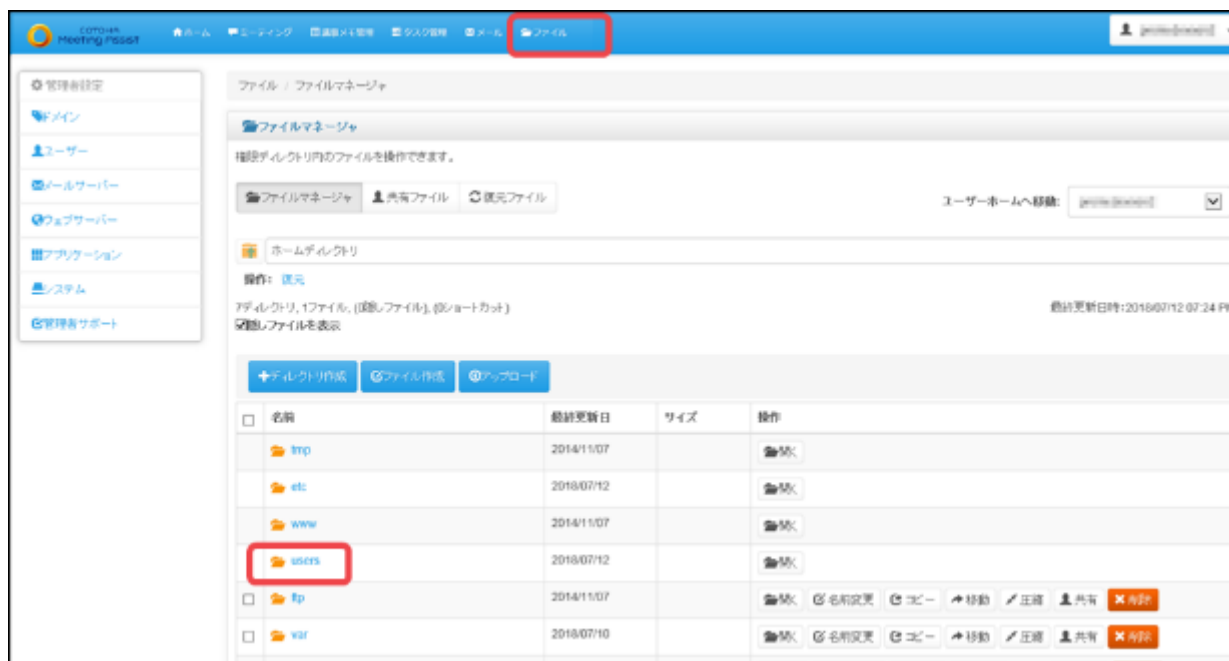 COTOHA
Meeting Assist
ホーム ミーティング 議事メモ管理 タスク管理 メール ファイル
管理者設定
ドメイン
ユーザー
メールサーバー
ウェブサーバー
アプリケーション
システム
管理者サポート
ファイル / ファイルマネージャ
ファイルマネージャ
権限ディレクトリ内のファイルを操作できます。
ファイルマネージャ 共有ファイル 復元ファイル
ユーザーホームへ移動:
ホームディレクトリ
操作: 復元
7ディレクトリ, 1ファイル, (0隠しファイル), (0ショートカット)
最終更新日時:2018/07/12 07:24 PM
隠しファイルを表示
ディレクトリ作成 ファイル作成 アップロード
名前 最終更新日 サイズ 操作
tmp 2014/11/07 開く
etc 2018/07/12 開く
www 2014/11/07 開く
users 2018/07/12 開く
ftp 2014/11/07 開く 名前変更 コピー 移動 圧縮 共有 削除
var 2018/07/10 開く 名前変更 コピー 移動 圧縮 共有 削除